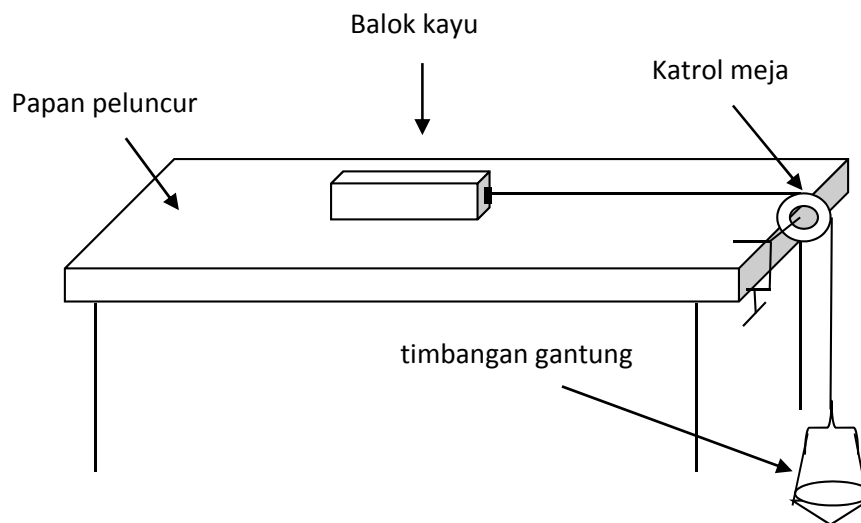 Balok kayu
Katrol meja
Papan peluncur
timbangan gantung